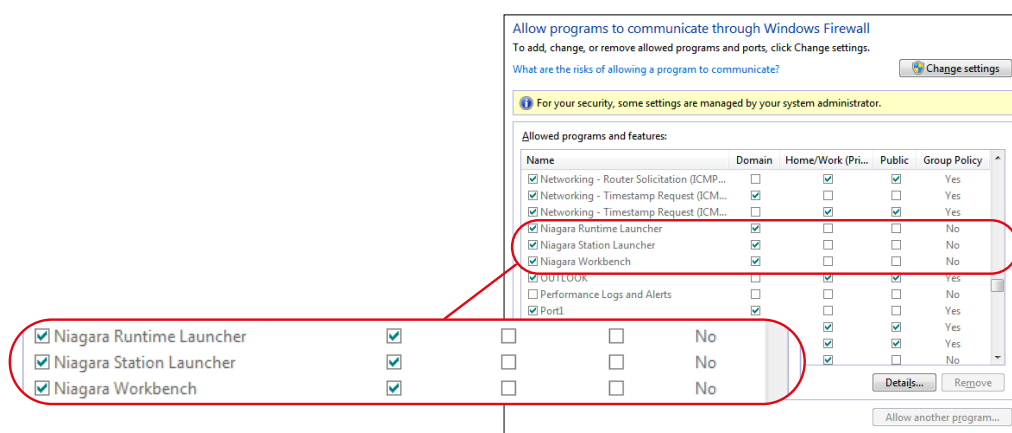 Allow programs to communicate through Windows Firewall
To add, change, or remove allowed programs and ports, click Change settings.
What are the risks of allowing a program to communicate?
Change settings
For your security, some settings are managed by your system administrator.
Allowed programs and features:
Name Domain Home/Work (Pri... Public Group Policy
Networking - Router Solicitation (ICMP... Yes
Networking - Timestamp Request (ICM... Yes
Networking - Timestamp Request (ICM... Yes
Niagara Runtime Launcher No
Niagara Station Launcher No
Niagara Workbench No
OUTLOOK Yes
Performance Logs and Alerts No
Port1 Yes
Yes
Yes
No
Niagara Runtime Launcher No
Niagara Station Launcher No
Niagara Workbench No
Details... Remove
Allow another program...